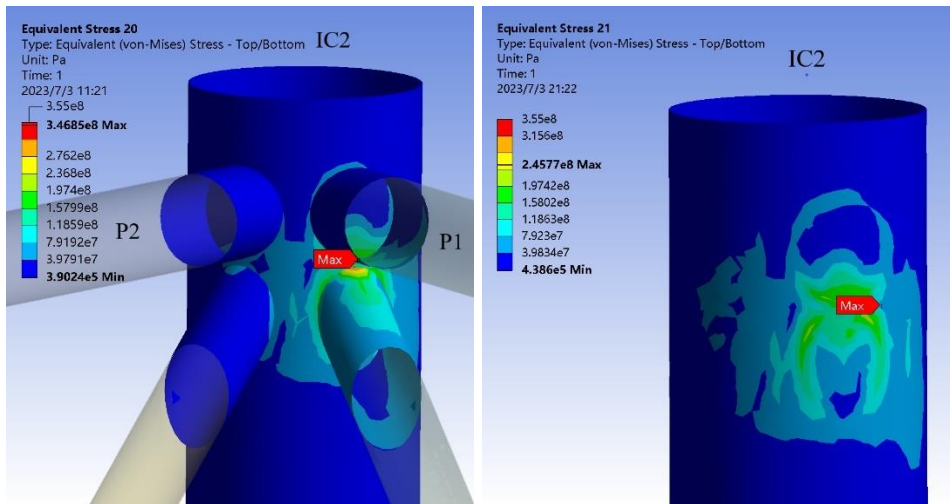 Equivalent Stress 20
Type: Equivalent (von-Mises) Stress - Top/Bottom
Unit: Pa
Time: 1
2023/7/3 11:21
IC2
3.55e8
3.4685e8 Max
2.762e8
2.368e8
1.974e8
1.5799e8
1.1859e8
7.9192e7
3.9791e7
3.9024e5 Min
P2
P1
Max
Equivalent Stress 21
Type: Equivalent (von-Mises) Stress - Top/Bottom
Unit: Pa
Time: 1
2023/7/3 21:22
IC2
3.55e8
3.156e8
2.4577e8 Max
1.9742e8
1.5802e8
1.1863e8
7.923e7
3.9834e7
4.386e5 Min
Max